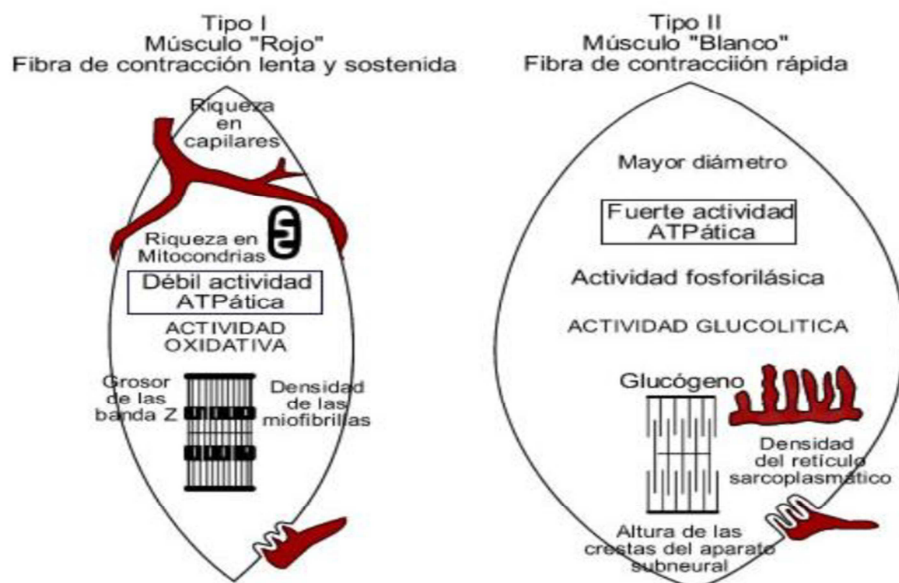 Tipo I
Músculo "Rojo"
Fibra de contracción lenta y sostenida
Riqueza
en
capilares
Riqueza en
Mitocondrias
Débil actividad
ATPática
ACTIVIDAD
OXIDATIVA
Grosor
de las
banda Z
Densidad
de las
miofibrillas
Tipo II
Músculo "Blanco"
Fibra de contracciión rápida
Mayor diámetro
Fuerte actividad
ATPática
Actividad fosforilásica
ACTIVIDAD GLUCOLITICA
Glucógeno
Densidad
del retículo
sarcoplasmático
Altura de las
crestas del aparato
subneural